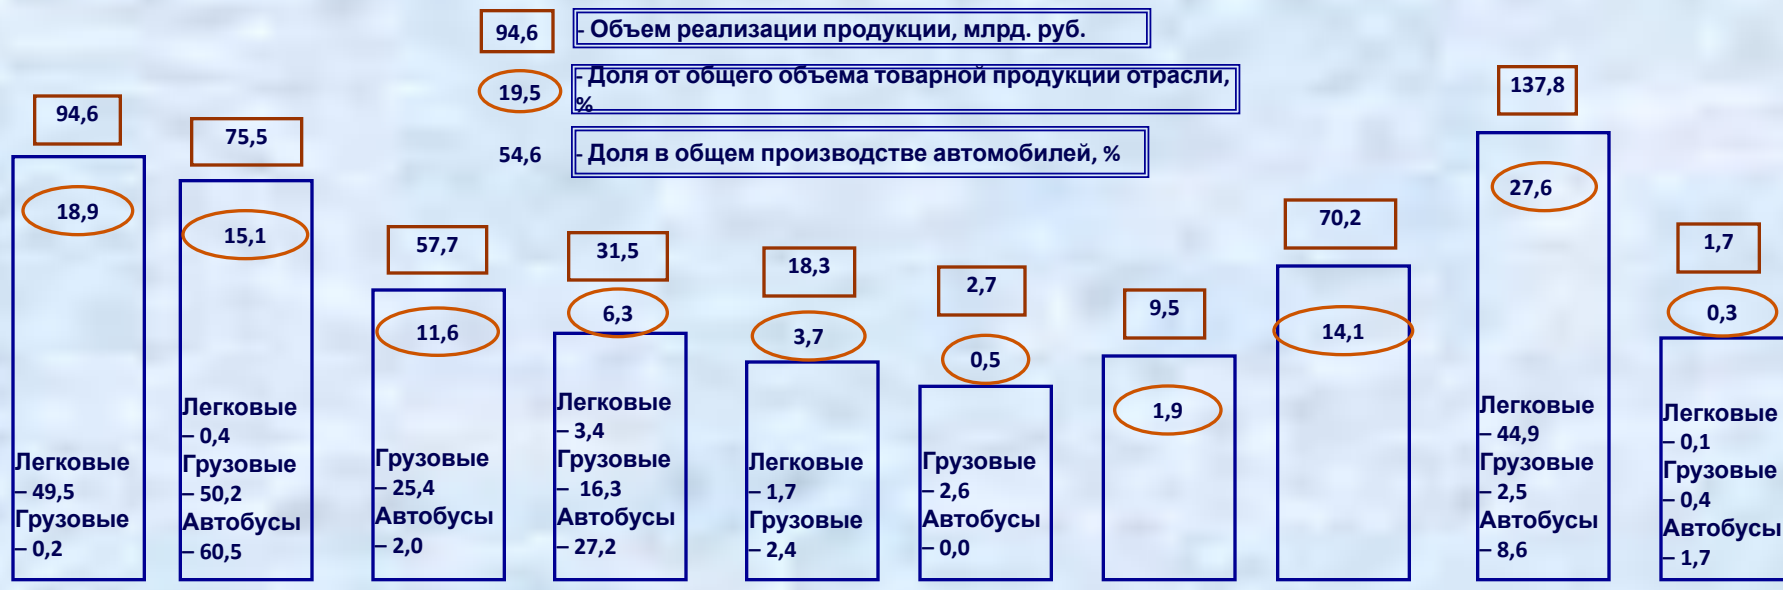 94,6
- Объем реализации продукции, млрд. руб.
19,5
- Доля от общего объема товарной продукции отрасли,
%
54,6
- Доля в общем производстве автомобилей, %
94,6
18,9
Легковые
– 49,5
Грузовые
– 0,2
75,5
15,1
Легковые
– 0,4
Грузовые
– 50,2
Автобусы
– 60,5
57,7
11,6
Грузовые
– 25,4
Автобусы
– 2,0
31,5
6,3
Легковые
– 3,4
Грузовые
– 16,3
Автобусы
– 27,2
18,3
3,7
Легковые
– 1,7
Грузовые
– 2,4
2,7
0,5
Грузовые
– 2,6
Автобусы
– 0,0
9,5
1,9
70,2
14,1
137,8
27,6
Легковые
– 44,9
Грузовые
– 2,5
Автобусы
– 8,6
1,7
0,3
Легковые
– 0,1
Грузовые
– 0,4
Автобусы
– 1,7